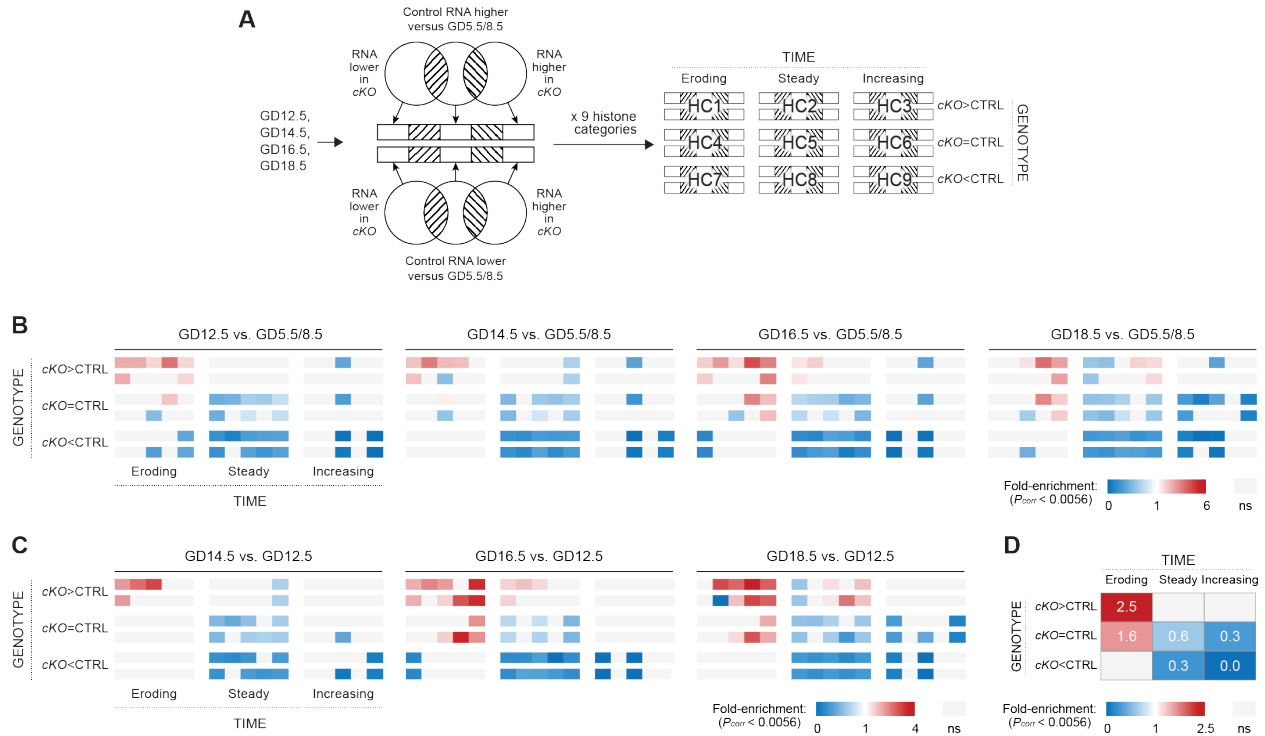 A
Control RNA higher
versus GD5.5/8.5
RNA
lower
in
cKO
RNA
higher
in
cKO
GD12.5,
GD14.5,
GD16.5,
GD18.5
RNA
lower
in
cKO
RNA
higher
in
cKO
Control RNA lower
versus GD5.5/8.5
x 9 histone
categories
TIME
Eroding Steady Increasing
HC1 HC2 HC3 cKO>CTRL
HC4 HC5 HC6 cKO=CTRL
HC7 HC8 HC9 cKO<CTRL
GENOTYPE
B
GD12.5 vs. GD5.5/8.5 GD14.5 vs. GD5.5/8.5 GD16.5 vs. GD5.5/8.5 GD18.5 vs. GD5.5/8.5
GENOTYPE
cKO>CTRL
cKO=CTRL
cKO<CTRL
Eroding Steady Increasing
TIME
Fold-enrichment:
(Pcorr < 0.0056)
0 1 6 ns
C
GD14.5 vs. GD12.5 GD16.5 vs. GD12.5 GD18.5 vs. GD12.5
GENOTYPE
cKO>CTRL
cKO=CTRL
cKO<CTRL
Eroding Steady Increasing
TIME
Fold-enrichment:
(Pcorr < 0.0056)
0 1 4 ns
D
TIME
Eroding Steady Increasing
GENOTYPE
cKO>CTRL 2.5
cKO=CTRL 1.6 0.6 0.3
cKO<CTRL 0.3 0.0
Fold-enrichment:
(Pcorr < 0.0056)
0 1 2.5 ns